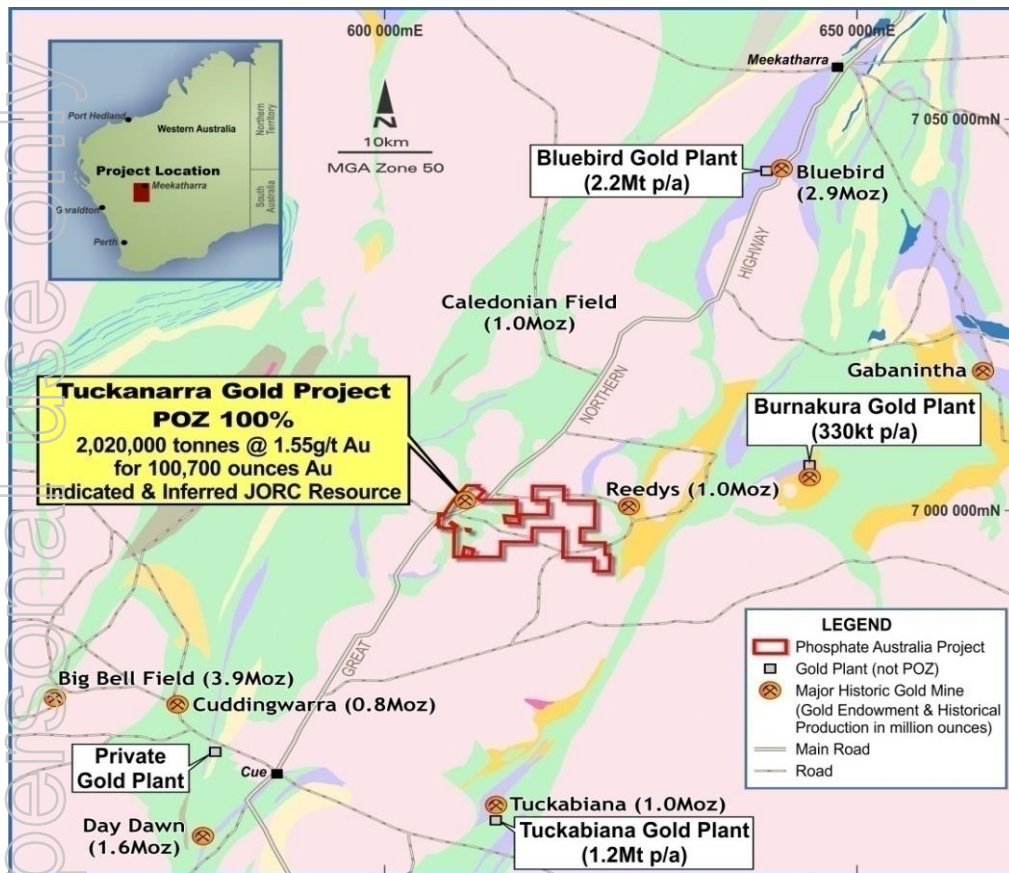 For personal use only
600 000mE
650 000mE
Meekatharra
7 050 000mN
Port Hedland
Western Australia
Northern
Territory
Project Location
Meekatharra
South
Australia
Geraldton
Perth
N
10km
MGA Zone 50
Bluebird Gold Plant
(2.2Mt p/a)
Bluebird
(2.9Moz)
HIGHWAY
Caledonian Field
(1.0Moz)
NORTHERN
Gabanintha
Tuckanarra Gold Project
POZ 100%
2,020,000 tonnes @ 1.55g/t Au
for 100,700 ounces Au
Indicated & Inferred JORC Resource
Burnakura Gold Plant
(330kt p/a)
Reedys (1.0Moz)
7 000 000mN
GREAT
Big Bell Field (3.9Moz)
Cuddingwarra (0.8Moz)
Private
Gold Plant
Cue
Day Dawn
(1.6Moz)
Tuckabiana (1.0Moz)
Tuckabiana Gold Plant
(1.2Mt p/a)
LEGEND
Phosphate Australia Project
Gold Plant (not POZ)
Major Historic Gold Mine
(Gold Endowment & Historical
Production in million ounces)
Main Road
Road